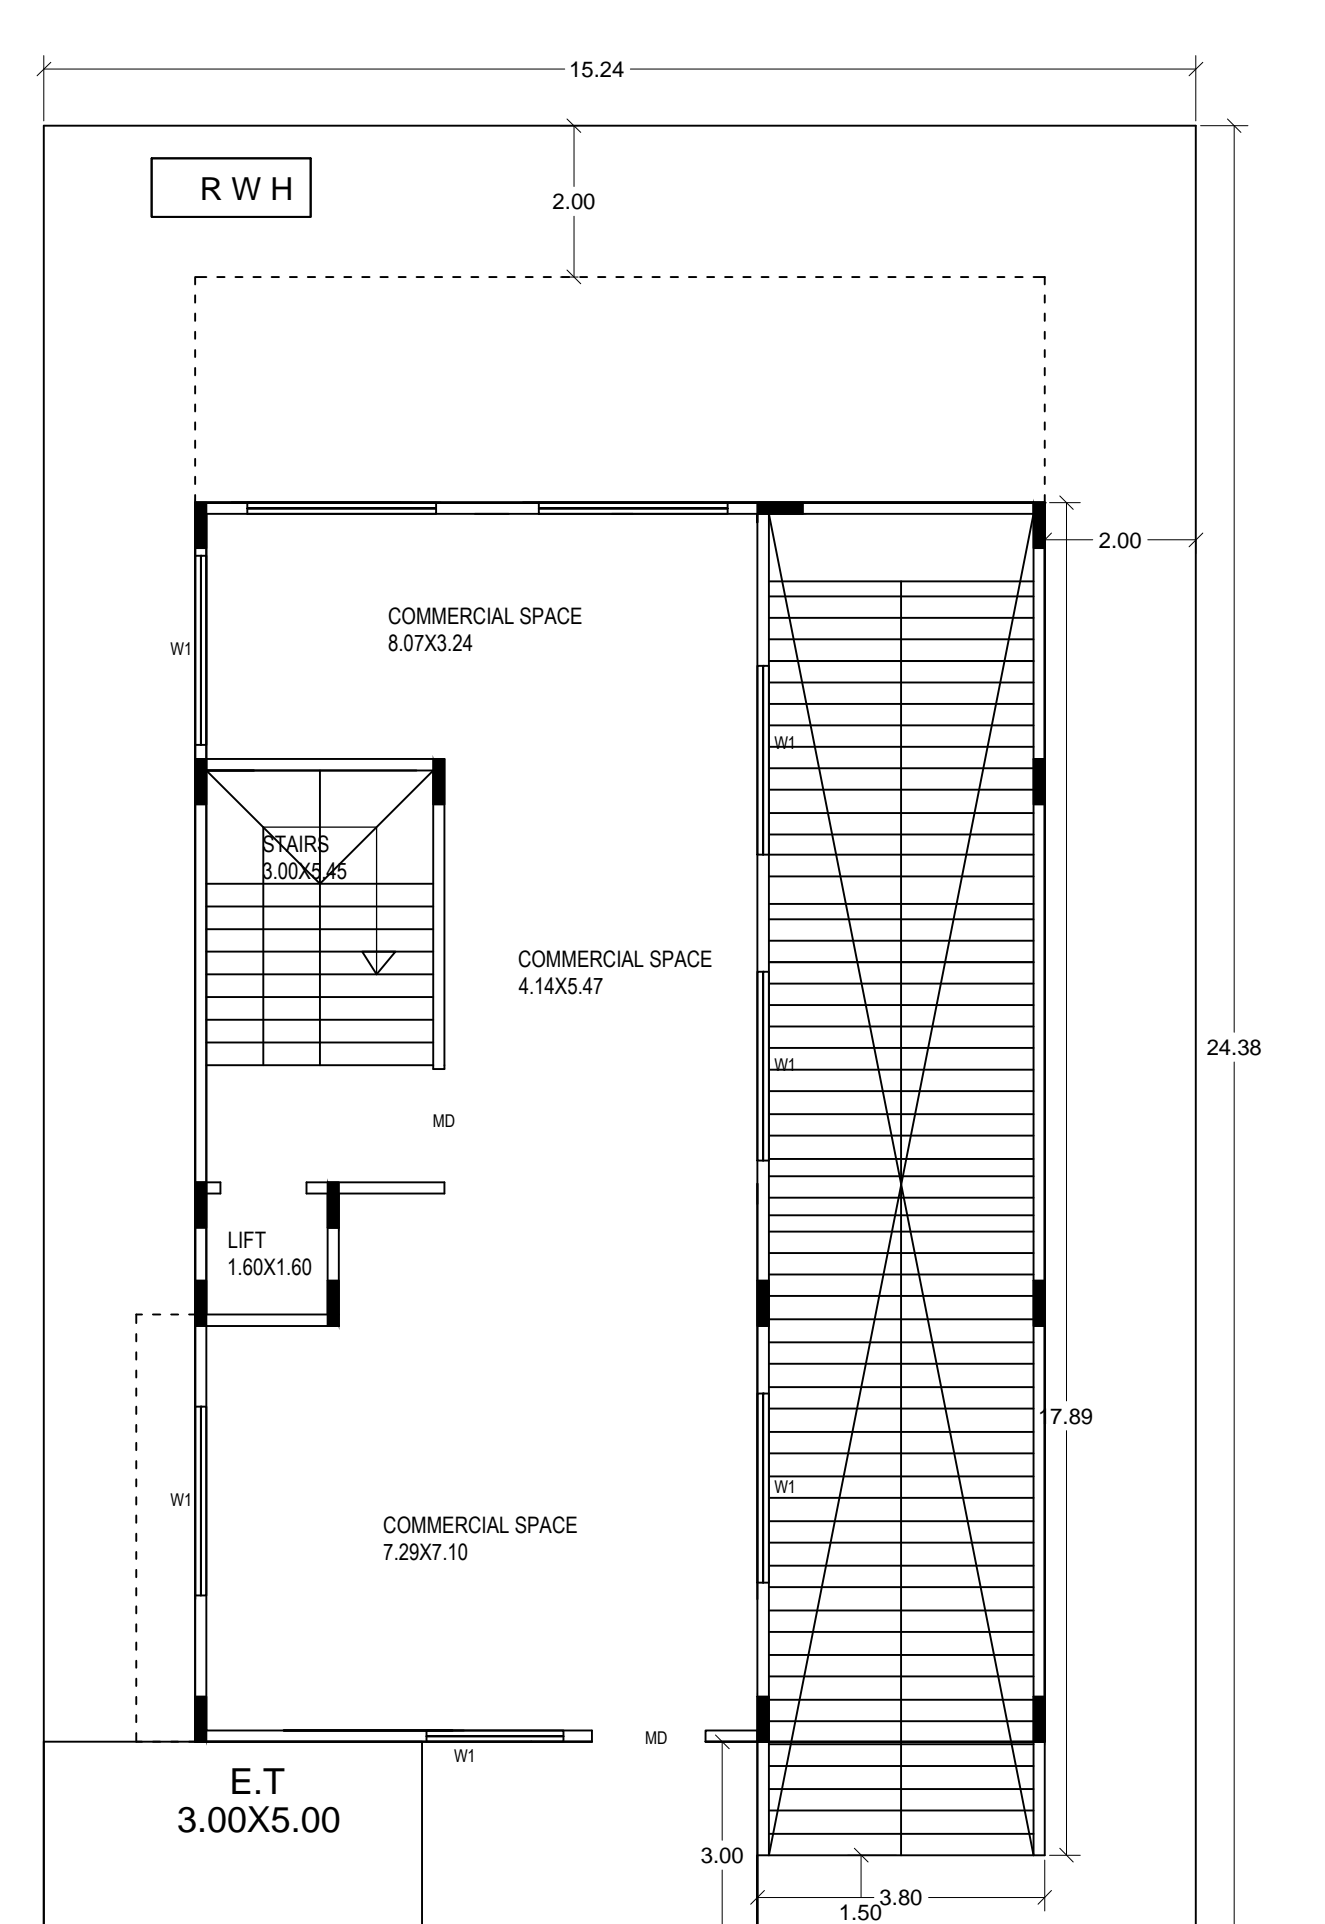 15.24
R W H
2.00
2.00
COMMERCIAL SPACE
8.07X3.24
W1
W1
STAIRS
3.00X5.45
COMMERCIAL SPACE
4.14X5.47
24.38
W1
MD
LIFT
1.60X1.60
17.89
W1
W1
COMMERCIAL SPACE
7.29X7.10
MD
W1
E.T
3.00X5.00
3.00
3.80
1.50